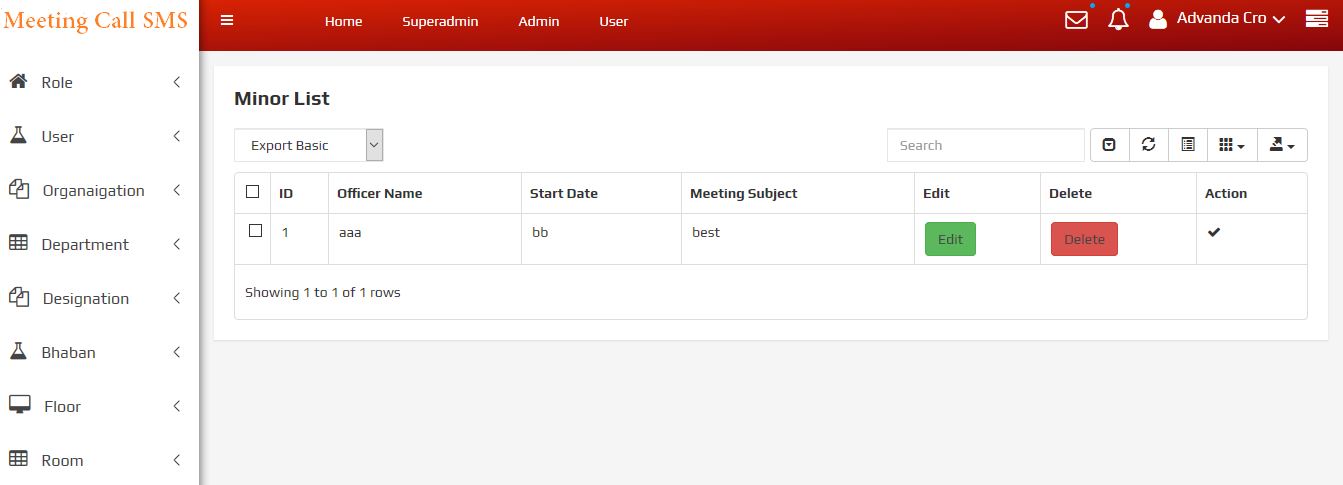 Meeting Call SMS
Home Superadmin Admin User Advanda Cro
Role
User
Organaigation
Department
Designation
Bhaban
Floor
Room
Minor List
Export Basic Search
ID Officer Name Start Date Meeting Subject Edit Delete Action
1 aaa bb best Edit Delete
Showing 1 to 1 of 1 rows